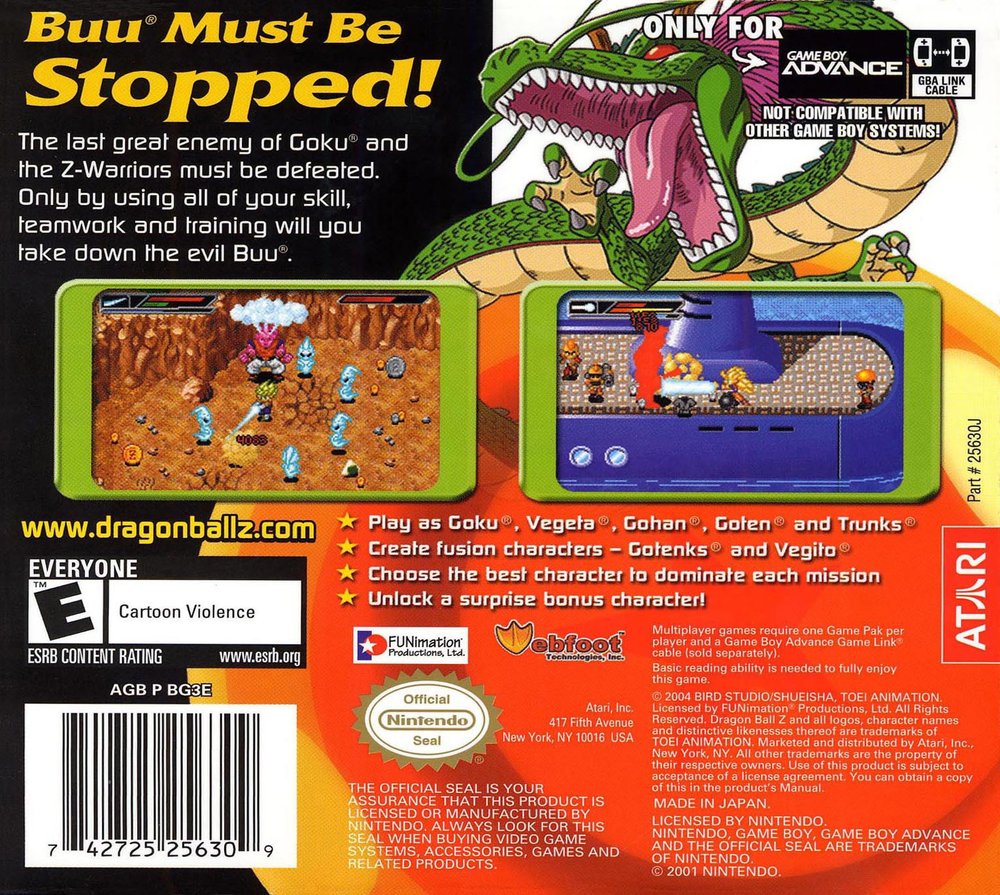 Buu® Must Be
Stopped!
The last great enemy of Goku® and
the Z-Warriors must be defeated.
Only by using all of your skill,
teamwork and training will you
take down the evil Buu®.
ONLY FOR
GAME BOY
ADVANCE
GBA LINK
CABLE
NOT COMPATIBLE WITH
OTHER GAME BOY SYSTEMS!
4083
Part # 25630J
www.dragonballz.com
★ Play as Goku®, Vegeta®, Gohan®, Goten® and Trunks®
★ Create fusion characters – Gotenks® and Vegito®
★ Choose the best character to dominate each mission
★ Unlock a surprise bonus character!
ATARI
EVERYONE
TM
E
Cartoon Violence
ESRB CONTENT RATING www.esrb.org
AGB P BG3E
7 42725 25630 9
FUNimation®
Productions, Ltd.
Webfoot™
Technologies, Inc.
Official
Nintendo
Seal
®
Atari, Inc.
417 Fifth Avenue
New York, NY 10016 USA
THE OFFICIAL SEAL IS YOUR
ASSURANCE THAT THIS PRODUCT IS
LICENSED OR MANUFACTURED BY
NINTENDO. ALWAYS LOOK FOR THIS
SEAL WHEN BUYING VIDEO GAME
SYSTEMS, ACCESSORIES, GAMES AND
RELATED PRODUCTS.
Multiplayer games require one Game Pak per
player and a Game Boy Advance Game Link®
cable (sold separately).
Basic reading ability is needed to fully enjoy
this game.
© 2004 BIRD STUDIO/SHUEISHA, TOEI ANIMATION.
Licensed by FUNimation® Productions, Ltd. All Rights
Reserved. Dragon Ball Z and all logos, character names
and distinctive likenesses thereof are trademarks of
TOEI ANIMATION. Marketed and distributed by Atari, Inc.,
New York, NY. All other trademarks are the property of
their respective owners. Use of this product is subject to
acceptance of a license agreement. You can obtain a copy
of this in the product's Manual.
MADE IN JAPAN.
LICENSED BY NINTENDO.
NINTENDO, GAME BOY, GAME BOY ADVANCE
AND THE OFFICIAL SEAL ARE TRADEMARKS
OF NINTENDO.
© 2001 NINTENDO.